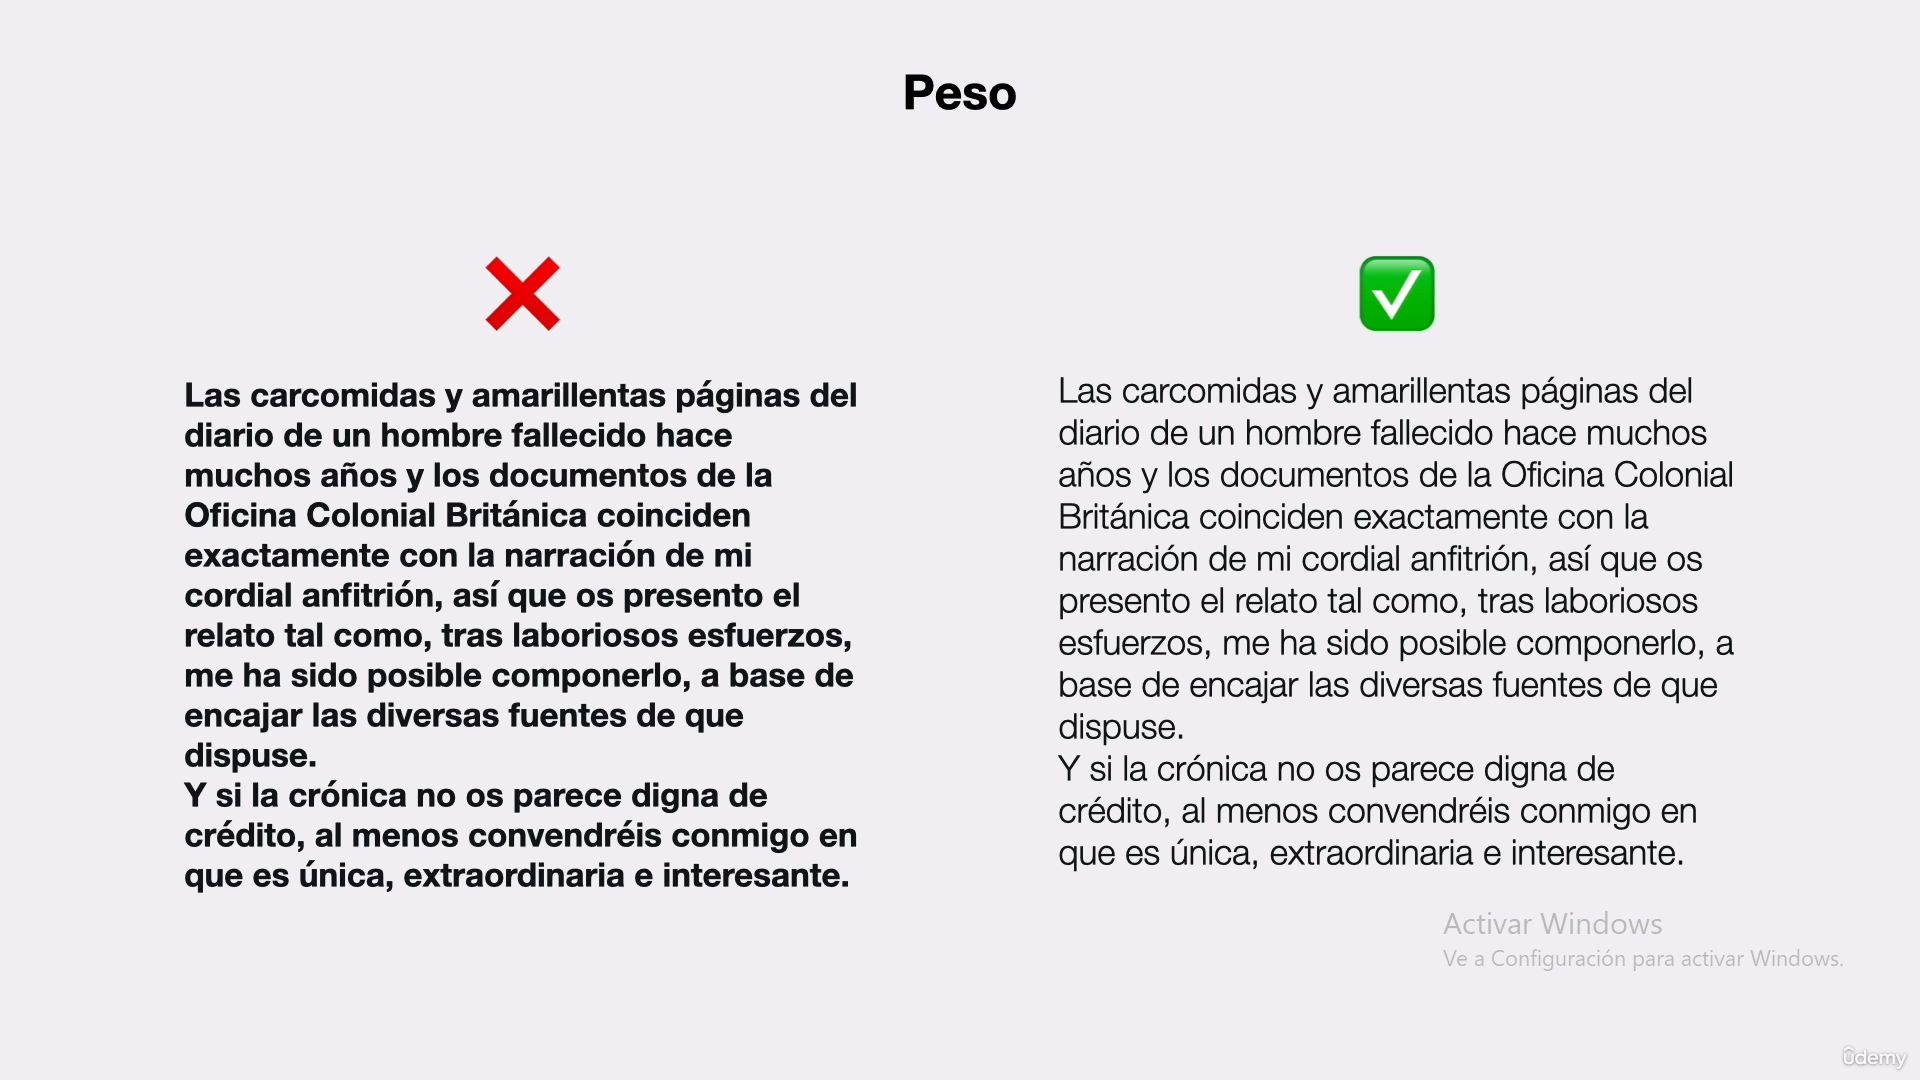 Peso
Las carcomidas y amarillentas páginas del
diario de un hombre fallecido hace
muchos años y los documentos de la
Oficina Colonial Británica coinciden
exactamente con la narración de mi
cordial anfitrión, así que os presento el
relato tal como, tras laboriosos esfuerzos,
me ha sido posible componerlo, a base de
encajar las diversas fuentes de que
dispuse.
Y si la crónica no os parece digna de
crédito, al menos convendréis conmigo en
que es única, extraordinaria e interesante.
Las carcomidas y amarillentas páginas del
diario de un hombre fallecido hace muchos
años y los documentos de la Oficina Colonial
Británica coinciden exactamente con la
narración de mi cordial anfitrión, así que os
presento el relato tal como, tras laboriosos
esfuerzos, me ha sido posible componerlo, a
base de encajar las diversas fuentes de que
dispuse.
Y si la crónica no os parece digna de
crédito, al menos convendréis conmigo en
que es única, extraordinaria e interesante.
Activar Windows
Ve a Configuración para activar Windows.
udemy